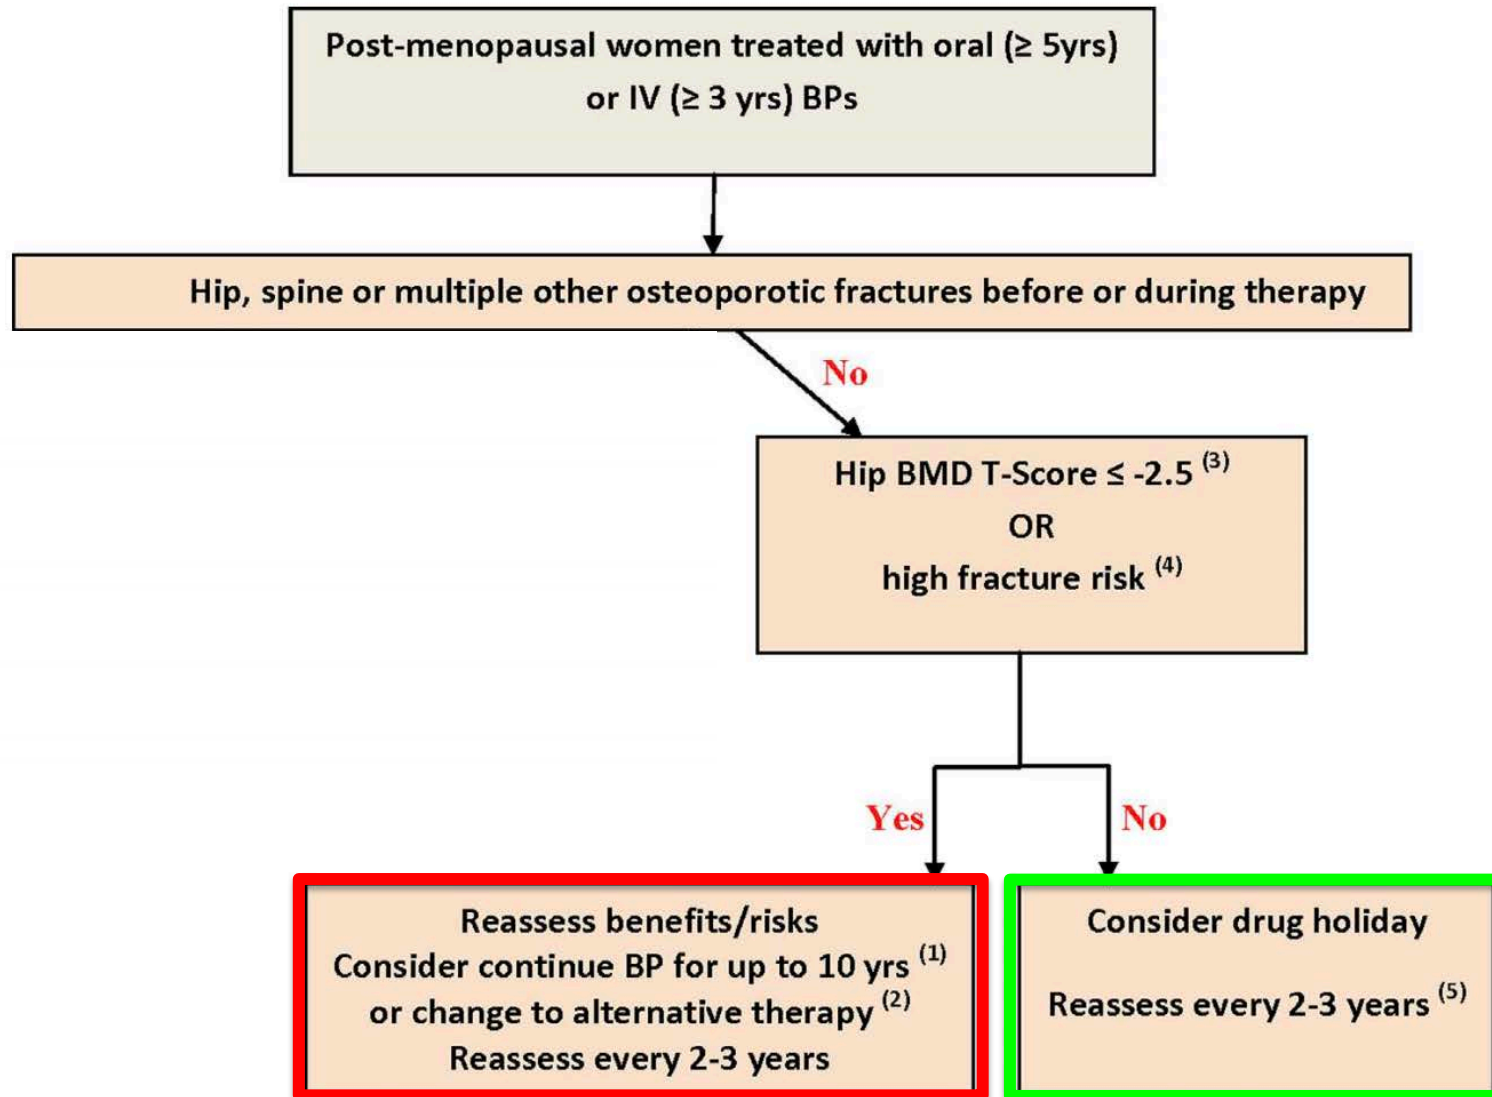 Post-menopausal women treated with oral (≥ 5yrs)
or IV (≥ 3 yrs) BPs
Hip, spine or multiple other osteoporotic fractures before or during therapy
No
Hip BMD T-Score ≤ -2.5 (3)
OR
high fracture risk (4)
Yes
No
Reassess benefits/risks
Consider continue BP for up to 10 yrs (1)
or change to alternative therapy (2)
Reassess every 2-3 years
Consider drug holiday
Reassess every 2-3 years (5)